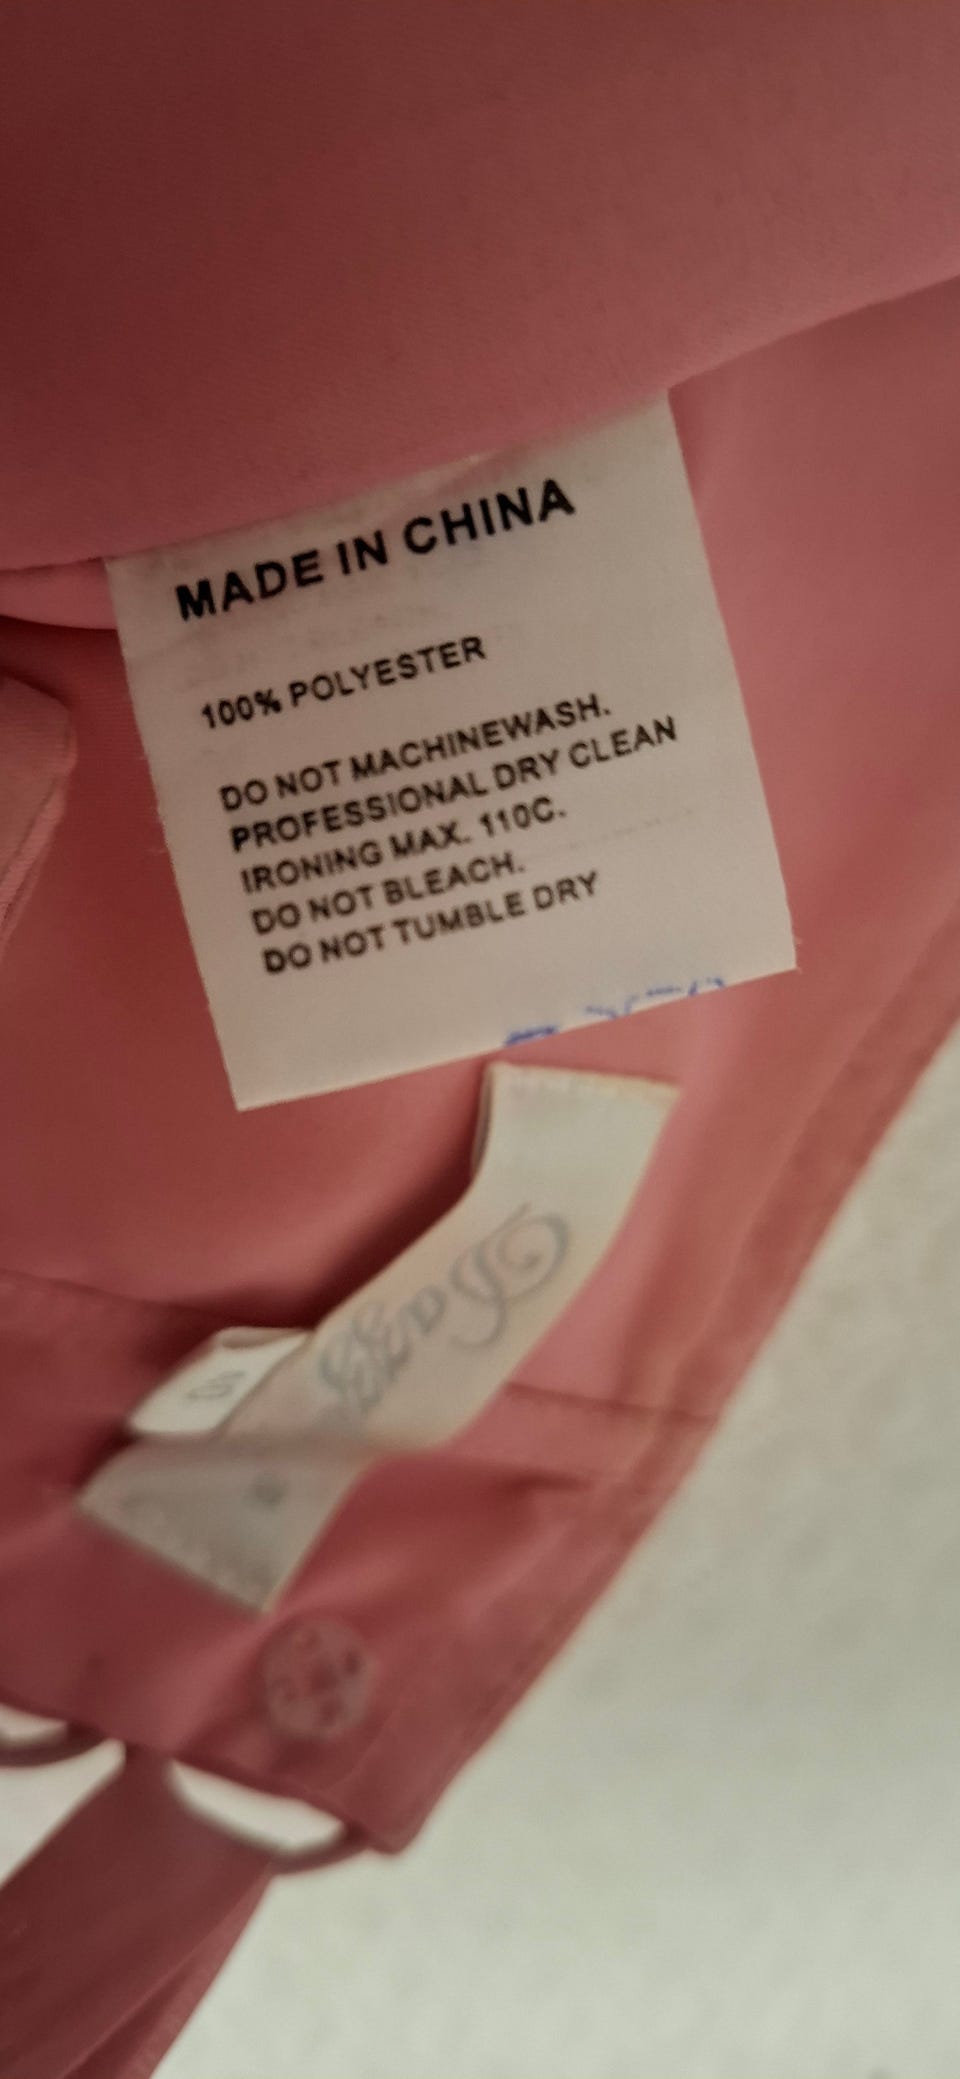 MADE IN CHINA
100% POLYESTER
DO NOT MACHINEWASH.
PROFESSIONAL DRY CLEAN
IRONING MAX. 110C.
DO NOT BLEACH.
DO NOT TUMBLE DRY